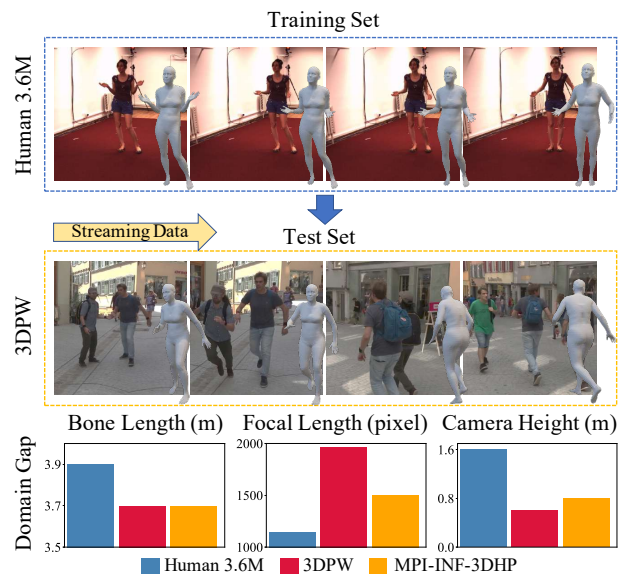 Training Set
Human 3.6M
Streaming Data
Test Set
3DPW
Bone Length (m)
Focal Length (pixel)
Camera Height (m)
Domain Gap
3.9
3.7
3.5
2000
1500
1000
1.6
0.8
0.0
Human 3.6M
3DPW
MPI-INF-3DHP